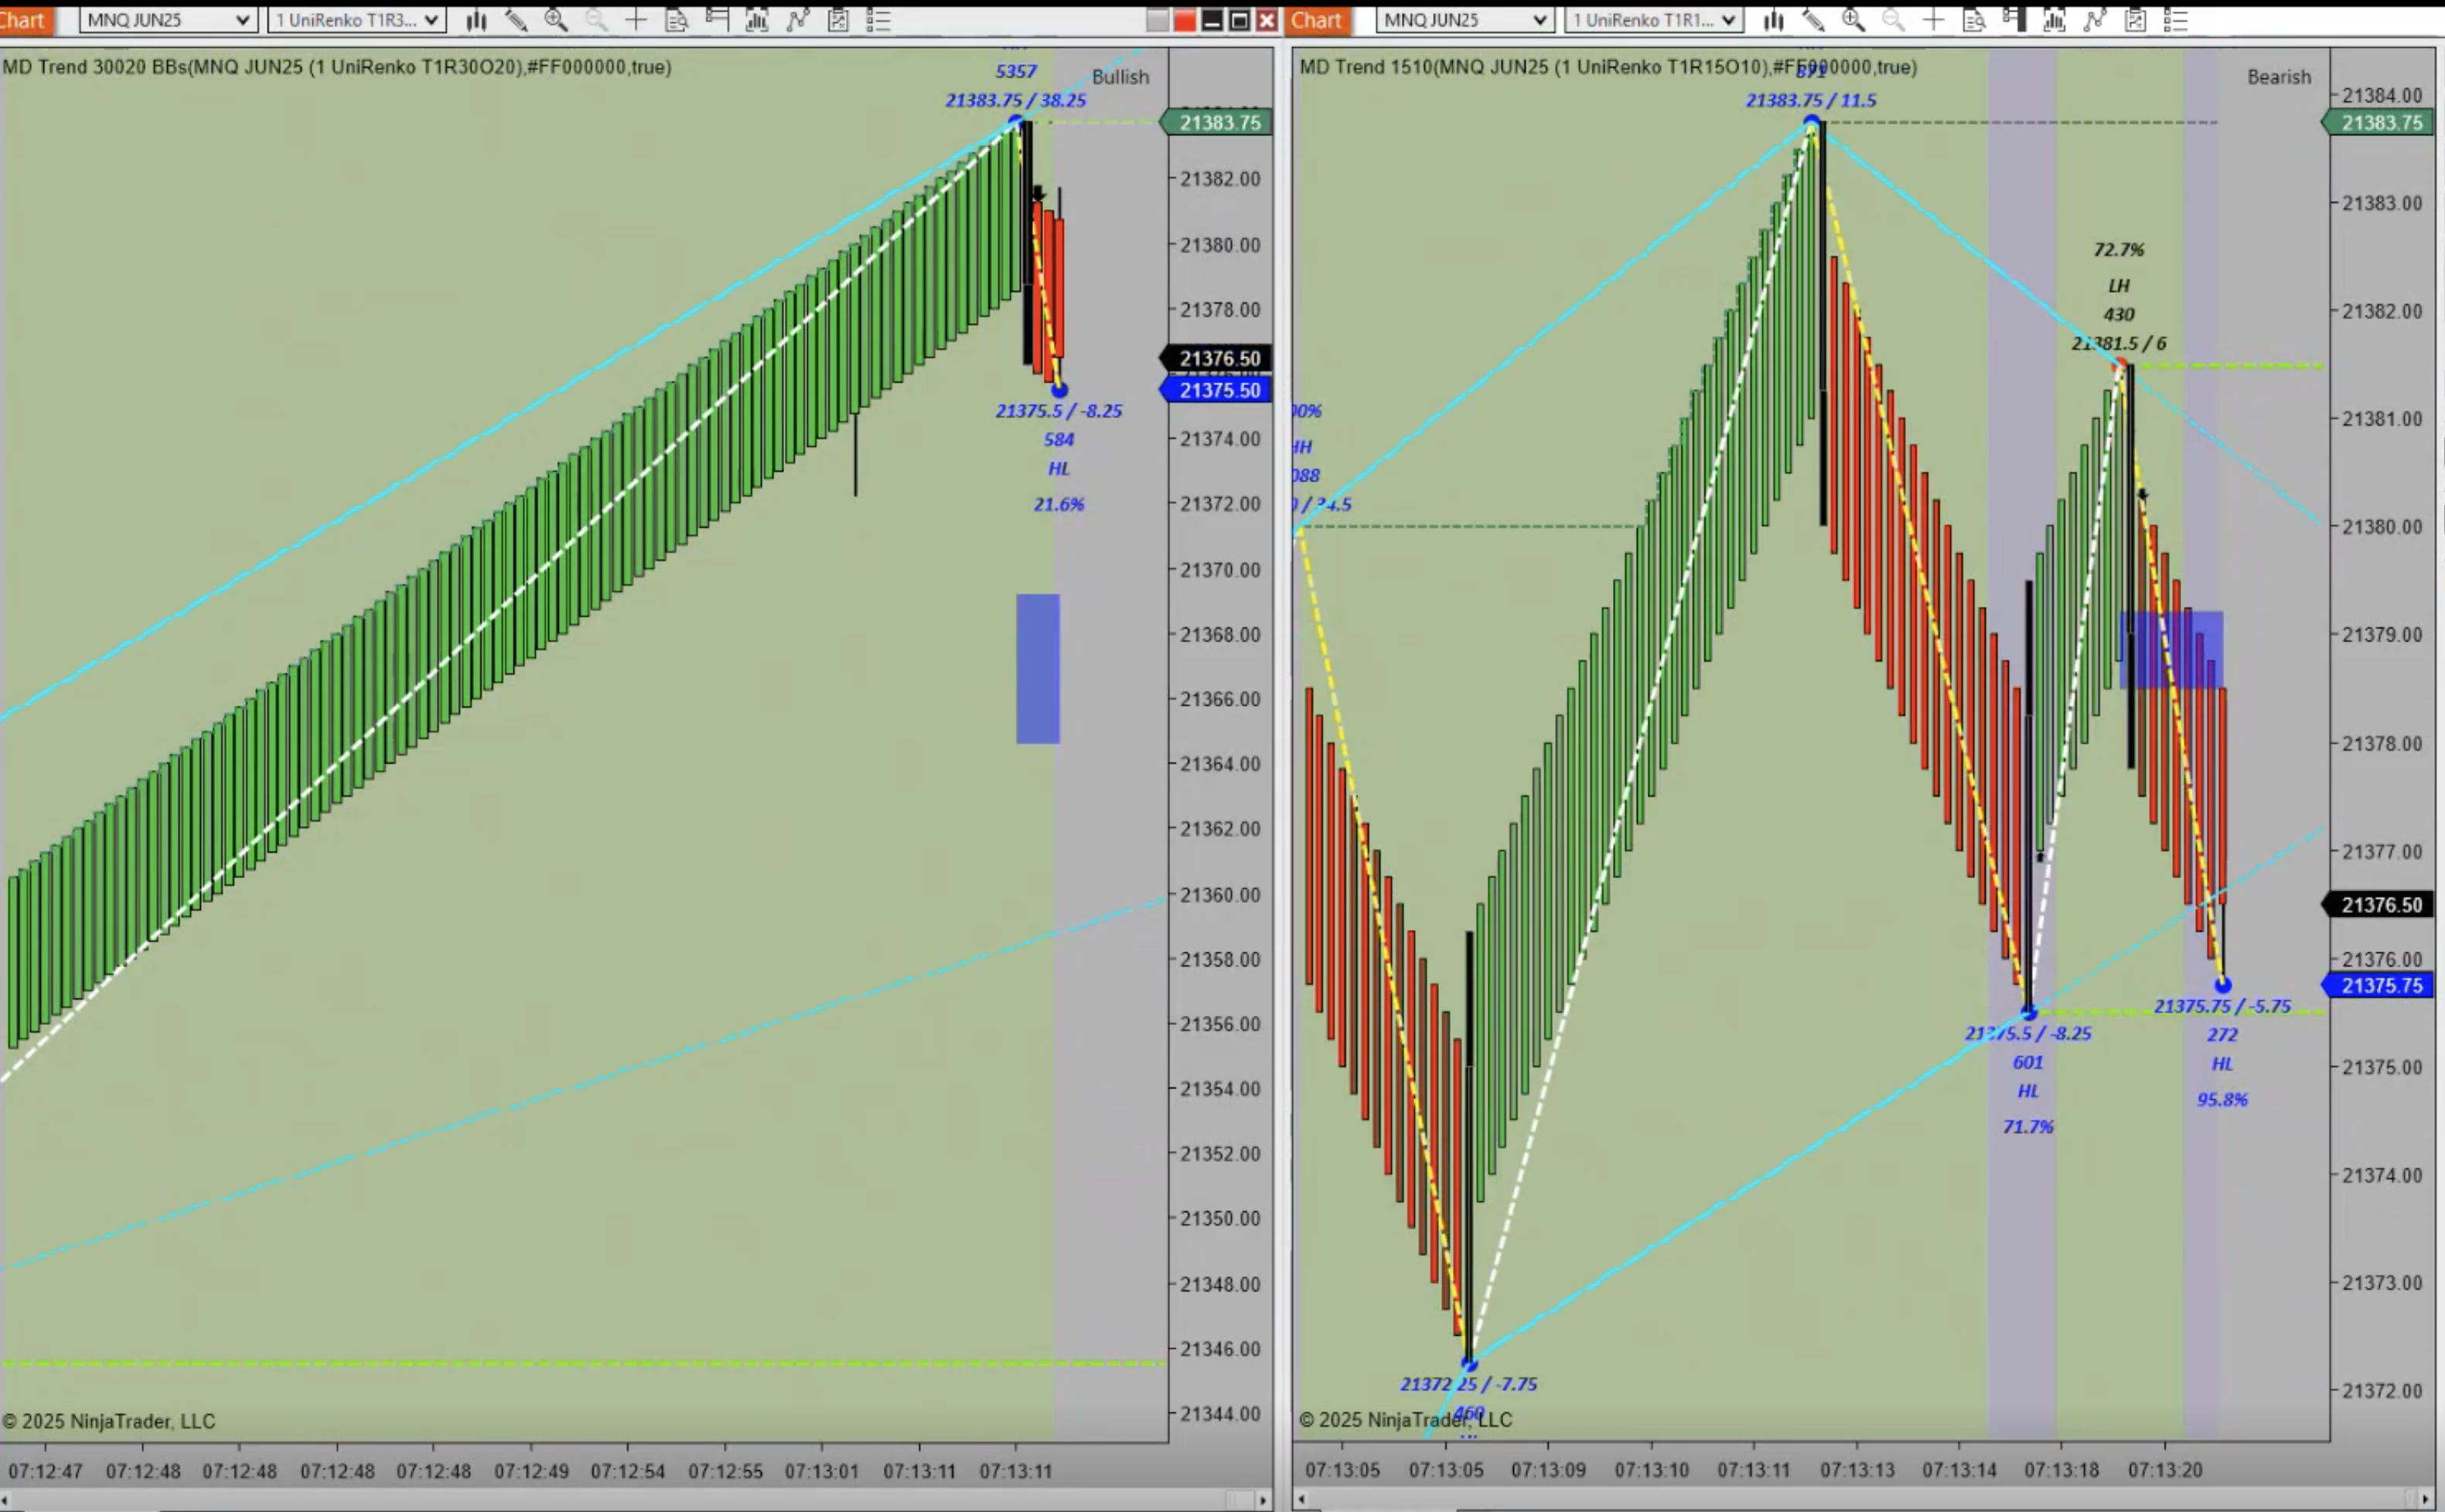 Chart
MNQ JUN25
1 UniRenko T1R3...
Chart
MNQ JUN25
1 UniRenko T1R1...
MD Trend 30020 BBs(MNQ JUN25 (1 UniRenko T1R30O20),#FF000000,true)
5357
Bullish
21383.75 / 38.25
21383.75
21382.00
21380.00
21378.00
21376.50
21375.50
21375.5 / -8.25
584
HL
21.6%
21374.00
21372.00
21370.00
21368.00
21366.00
21364.00
21362.00
21360.00
21358.00
21356.00
21354.00
21352.00
21350.00
21348.00
21346.00
21344.00
© 2025 NinjaTrader, LLC
07:12:47
07:12:48
07:12:48
07:12:48
07:12:48
07:12:49
07:12:54
07:12:55
07:13:01
07:13:11
07:13:11
MD Trend 1510(MNQ JUN25 (1 UniRenko T1R15O10),#FF000000,true)
871
Bearish
21383.75 / 11.5
21384.00
21383.75
21383.00
72.7%
LH
430
21381.5 / 6
21382.00
00%
HH
088
0 / 34.5
21381.00
21380.00
21379.00
21378.00
21377.00
21376.50
21376.00
21375.75
21375.75 / -5.75
272
HL
95.8%
21375.5 / -8.25
601
HL
71.7%
21375.00
21374.00
21373.00
21372.25 / -7.75
460
21372.00
© 2025 NinjaTrader, LLC
07:13:05
07:13:05
07:13:09
07:13:10
07:13:11
07:13:13
07:13:14
07:13:18
07:13:20